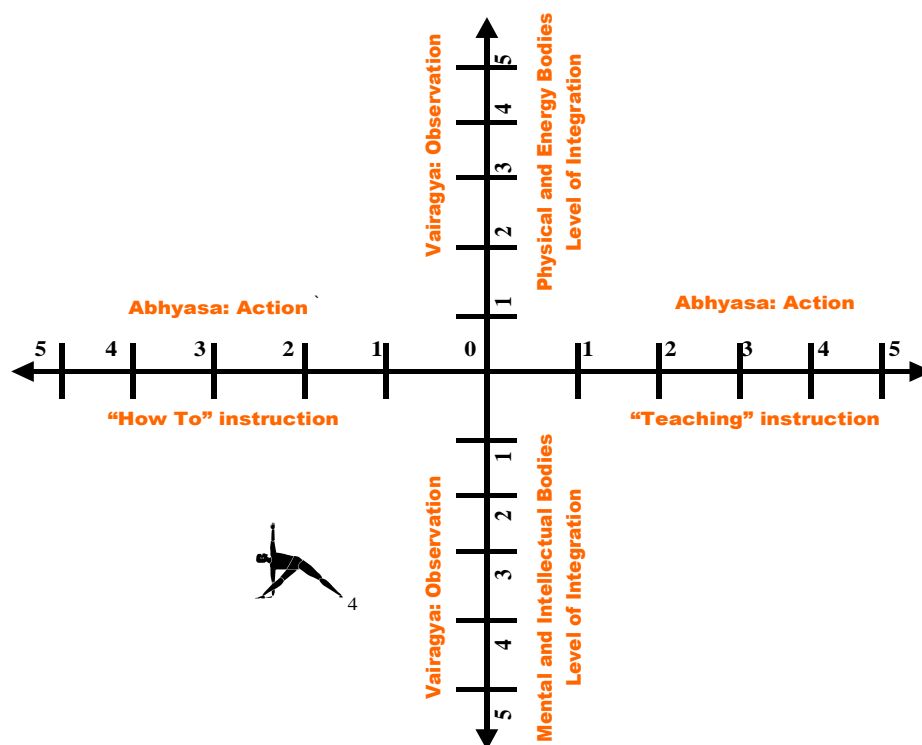 5
4
3
2
1
Vairagya: Observation
Physical and Energy Bodies
Level of Integration
Abhyasa: Action `
Abhyasa: Action
5 4 3 2 1 0 1 2 3 4 5
“How To” instruction
“Teaching” instruction
1
2
3
4
5
Vairagya: Observation
Mental and Intellectual Bodies
Level of Integration
4